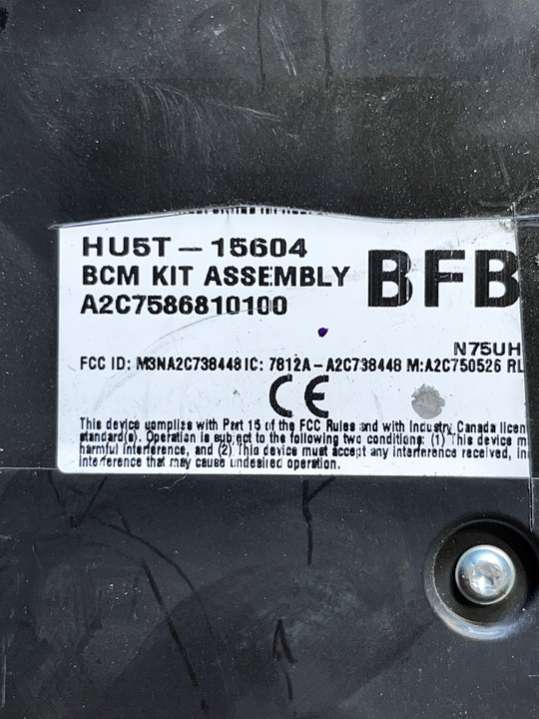 HU5T-15604
BCM KIT ASSEMBLY
BFB
A2C7586810100
N75UH
FCC ID: M3NA2C738448 IC: 7812A-A2C738448 M:A2C750526 RL
CE
This device complies with Part 15 of the FCC Rules and with Industry Canada licen
standard(s). Operation is subject to the following two conditions: (1) This device m
harmful interference, and (2) This device must accept any interference received, in
interference that may cause undesired operation.